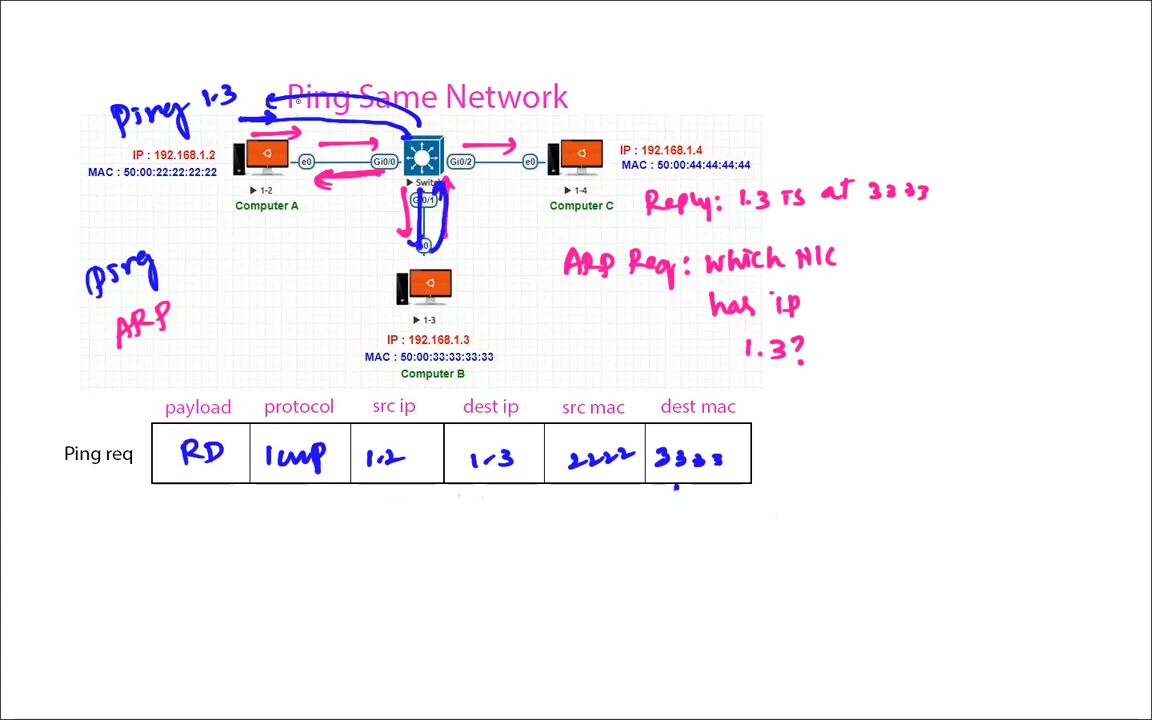 Ping Same Network
Ping 1.3
IP : 192.168.1.2
MAC : 50:00:22:22:22:22
e0
Gi0/0
Gi0/2
e0
IP : 192.168.1.4
MAC : 50:00:44:44:44:44
1-2
Switch
1-4
Computer A
Gi0/1
Computer C
Reply: 1.3 is at 3333
e0
ARP Req: which NIC
has ip
1.3?
ping
ARP
1-3
IP : 192.168.1.3
MAC : 50:00:33:33:33:33
Computer B
payload protocol src ip dest ip src mac dest mac
Ping req RD icmp 1.2 1.3 2222 3333